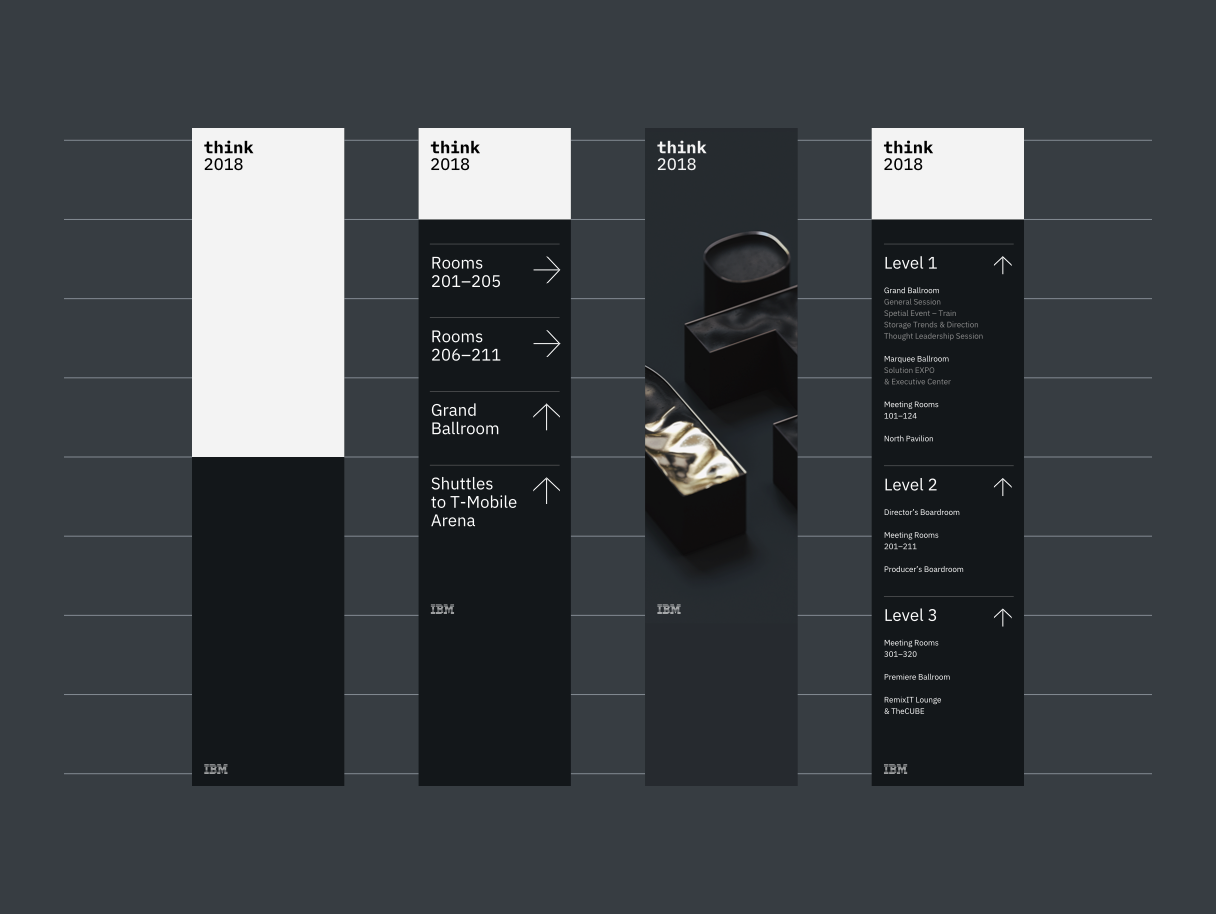 think
2018
IBM
think
2018
Rooms
201–205
Rooms
206–211
Grand
Ballroom
Shuttles
to T-Mobile
Arena
IBM
think
2018
IBM
think
2018
Level 1
Grand Ballroom
General Session
Spetial Event – Train
Storage Trends & Direction
Thought Leadership Session
Marquee Ballroom
Solution EXPO
& Executive Center
Meeting Rooms
101–124
North Pavilion
Level 2
Director's Boardroom
Meeting Rooms
201–211
Producer's Boardroom
Level 3
Meeting Rooms
301–320
Premiere Ballroom
RemixIT Lounge
& TheCUBE
IBM